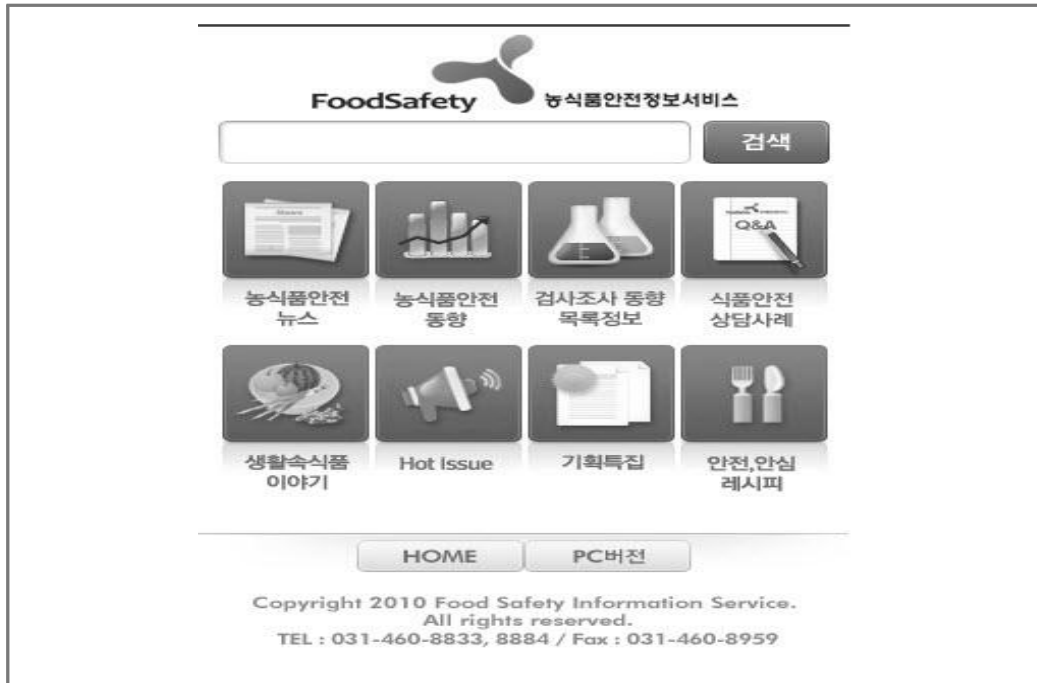 FoodSafety 농식품안전정보서비스
검색
News
Q&A
농식품안전 뉴스
농식품안전 동향
검사조사 동향 목록정보
식품안전 상담사례
생활속식품 이야기
Hot Issue
기획특집
안전,안심 레시피
HOME
PC버전
Copyright 2010 Food Safety Information Service.
All rights reserved.
TEL : 031-460-8833, 8884 / Fax : 031-460-8959